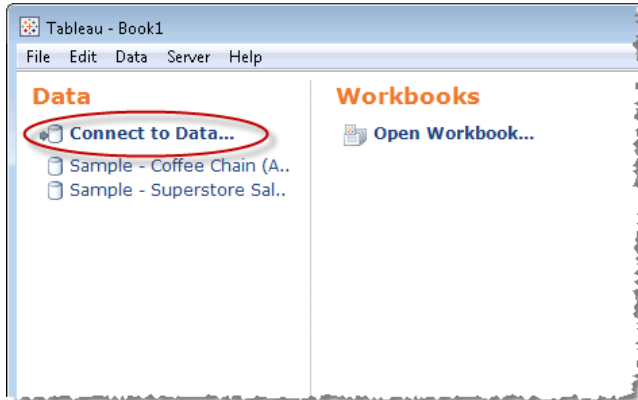 Tableau - Book1
File Edit Data Server Help
Data
Connect to Data...
Sample - Coffee Chain (A..
Sample - Superstore Sal..
Workbooks
Open Workbook...